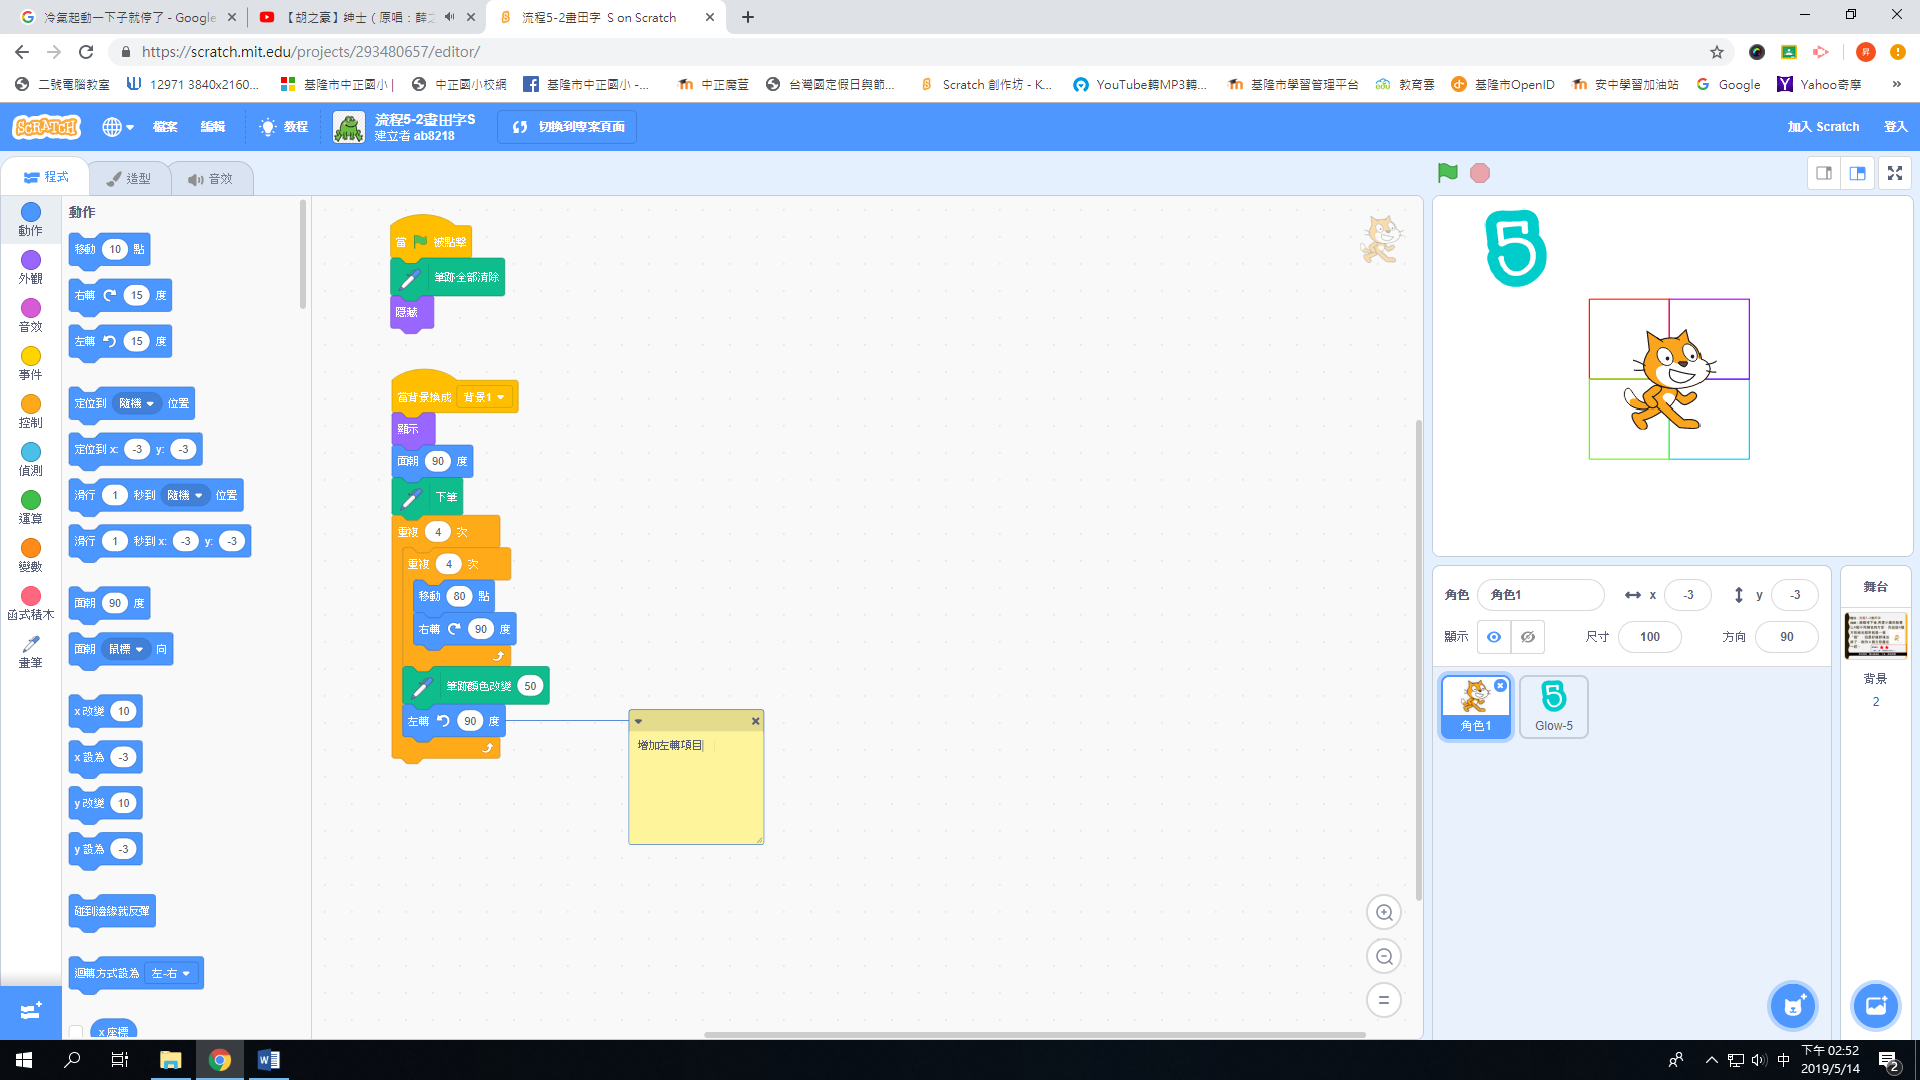 冷氣起動一下子就停了 - Google
【胡之豪】紳士（原唱：薛之
流程5-2畫田字 S on Scratch
https://scratch.mit.edu/projects/293480657/editor/
昇
二號電腦教室
12971 3840x2160...
基隆市中正國小 |
中正國小校網
基隆市中正國小 -...
中正魔荳
台灣國定假日與節...
Scratch 創作坊 - K...
YouTube轉MP3轉...
基隆市學習管理平台
教育雲
基隆市OpenID
安中學習加油站
Google
Yahoo奇摩
»
SCRATCH
檔案
編輯
教程
流程5-2畫田字S
建立者 ab8218
切換到專案頁面
加入 Scratch
登入
程式
造型
音效
動作
外觀
音效
事件
控制
偵測
運算
變數
函式積木
畫筆
動作
移動 10 點
右轉 15 度
左轉 15 度
定位到 隨機 位置
定位到 x: -3 y: -3
滑行 1 秒到 隨機 位置
滑行 1 秒到 x: -3 y: -3
面朝 90 度
面朝 鼠標 向
x 改變 10
x 設為 -3
y 改變 10
y 設為 -3
碰到邊緣就反彈
迴轉方式設為 左-右
x 座標
當 被點擊
筆跡全部清除
隱藏
當背景換成 背景1
顯示
面朝 90 度
下筆
重複 4 次
重複 4 次
移動 80 點
右轉 90 度
筆跡顏色改變 50
左轉 90 度
增加左轉項目
5
角色 角色1
x -3
y -3
顯示
尺寸 100
方向 90
角色1
5
Glow-5
舞台
背景
2
中
下午 02:52
2019/5/14
2